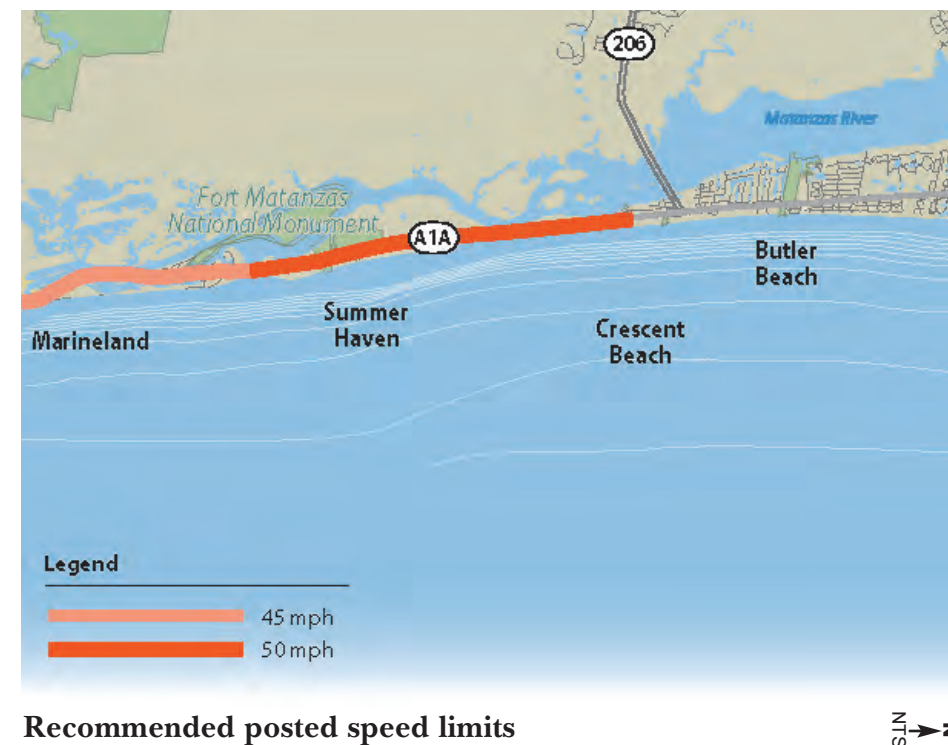 206
Matanzas River
Fort Matanzas
National Monument
A1A
Butler
Beach
Summer
Haven
Crescent
Beach
Marineland
Legend
45 mph
50 mph
Recommended posted speed limits
NTS